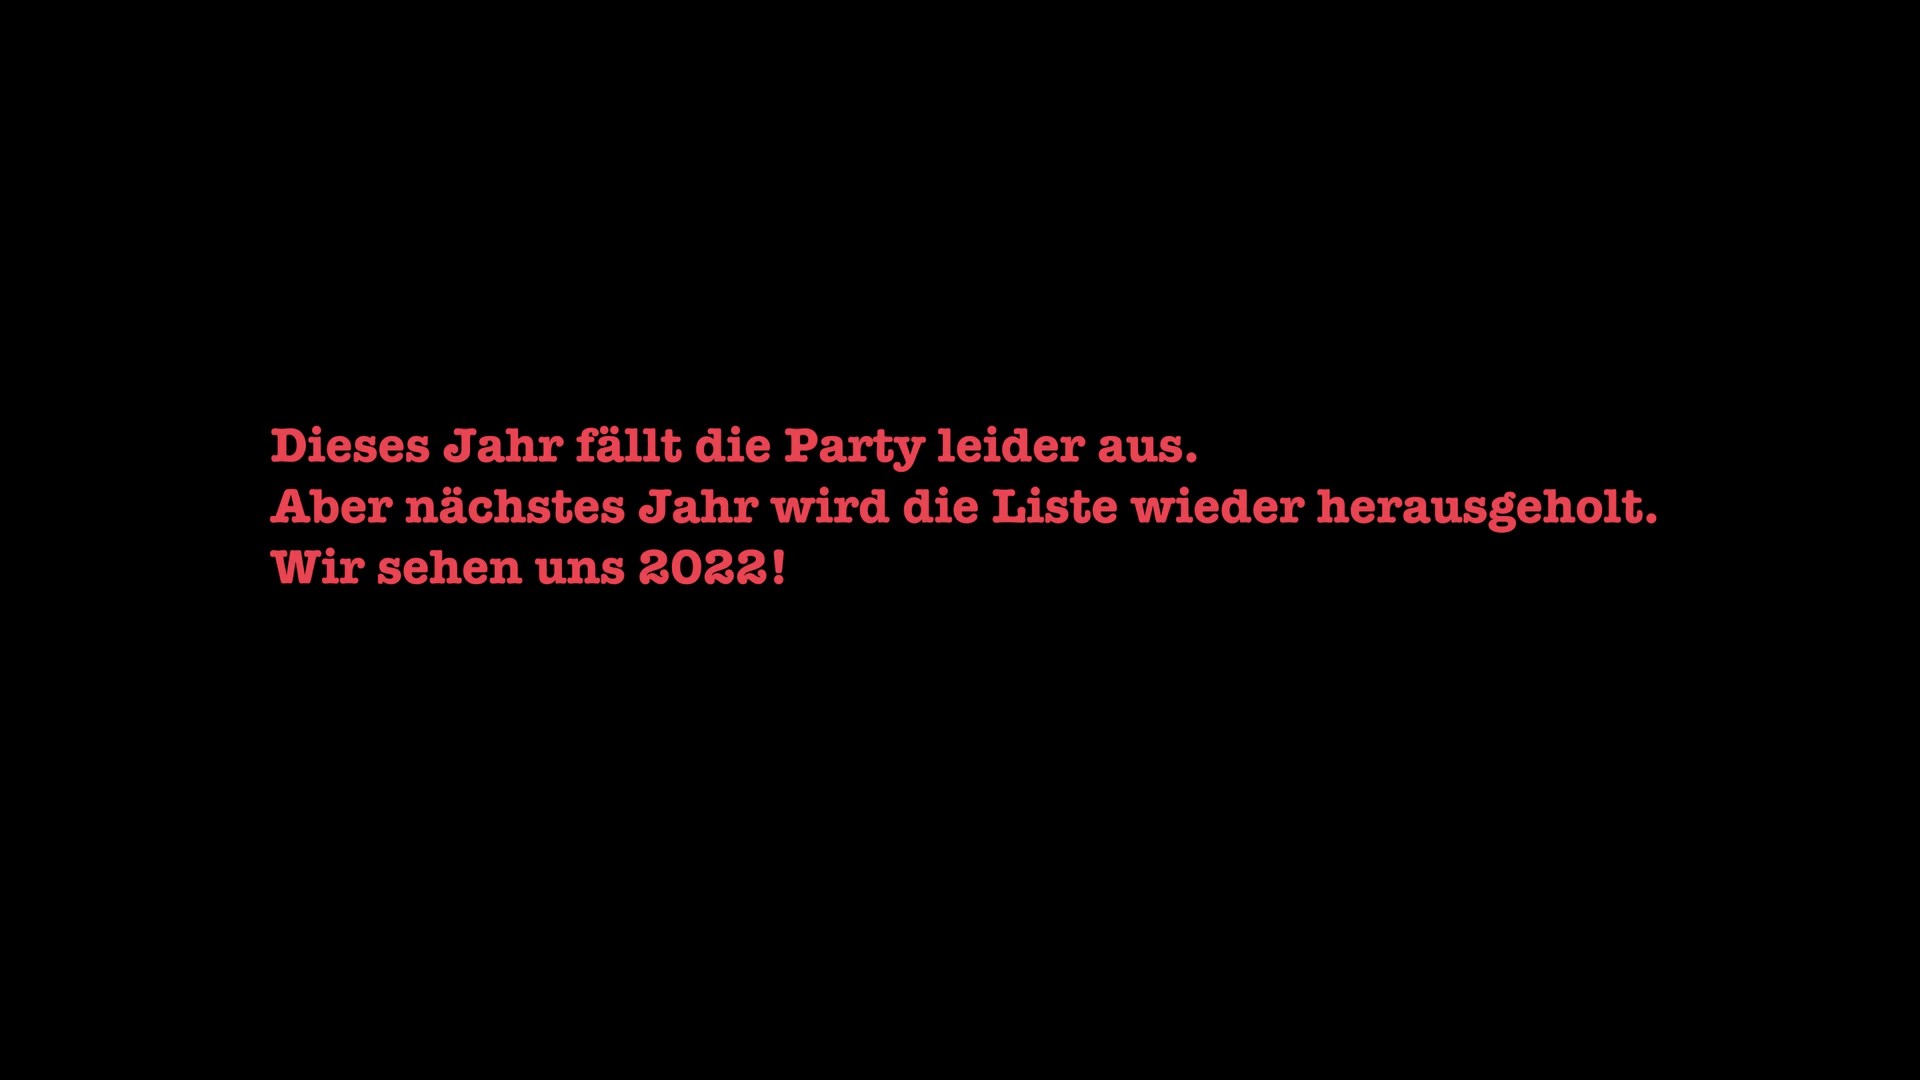 Dieses Jahr fällt die Party leider aus.
Aber nächstes Jahr wird die Liste wieder herausgeholt.
Wir sehen uns 2022!